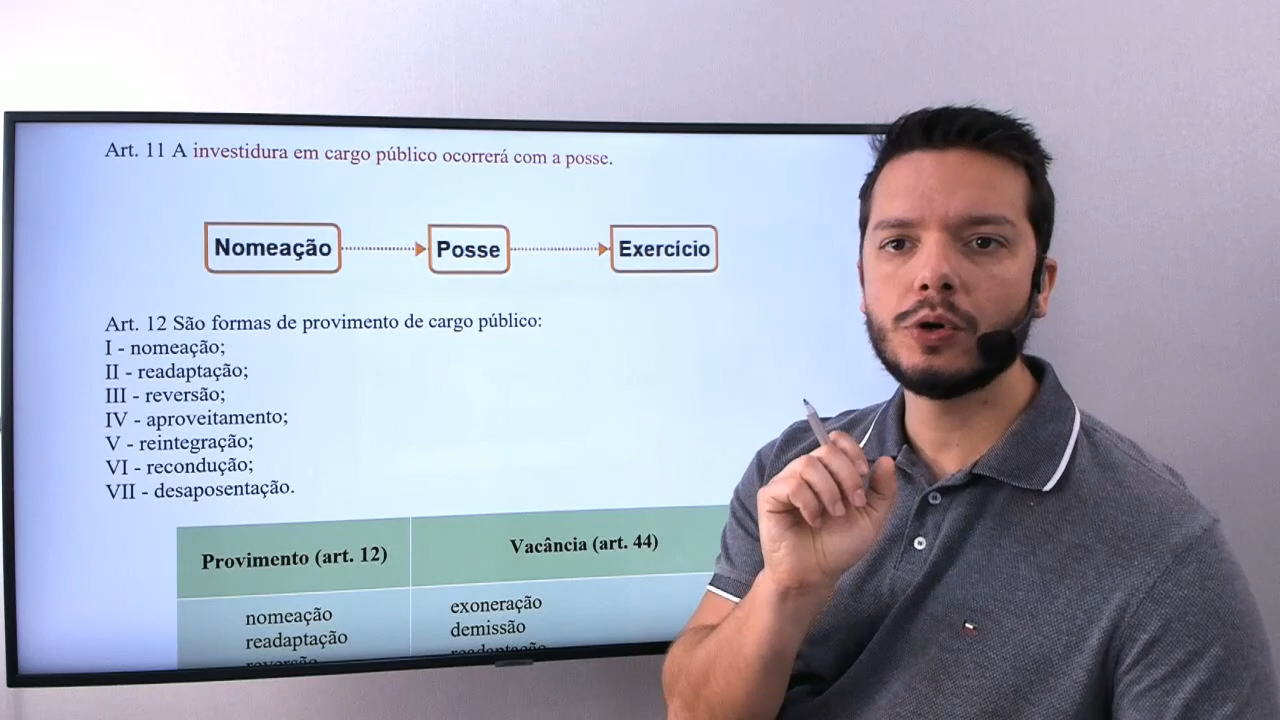 Art. 11 A investidura em cargo público ocorrerá com a posse.
Nomeação Posse Exercício
Art. 12 São formas de provimento de cargo público:
I - nomeação;
II - readaptação;
III - reversão;
IV - aproveitamento;
V - reintegração;
VI - recondução;
VII - desaposentação.
Provimento (art. 12) Vacância (art. 44)
nomeação exoneração
readaptação demissão
reversão readaptação